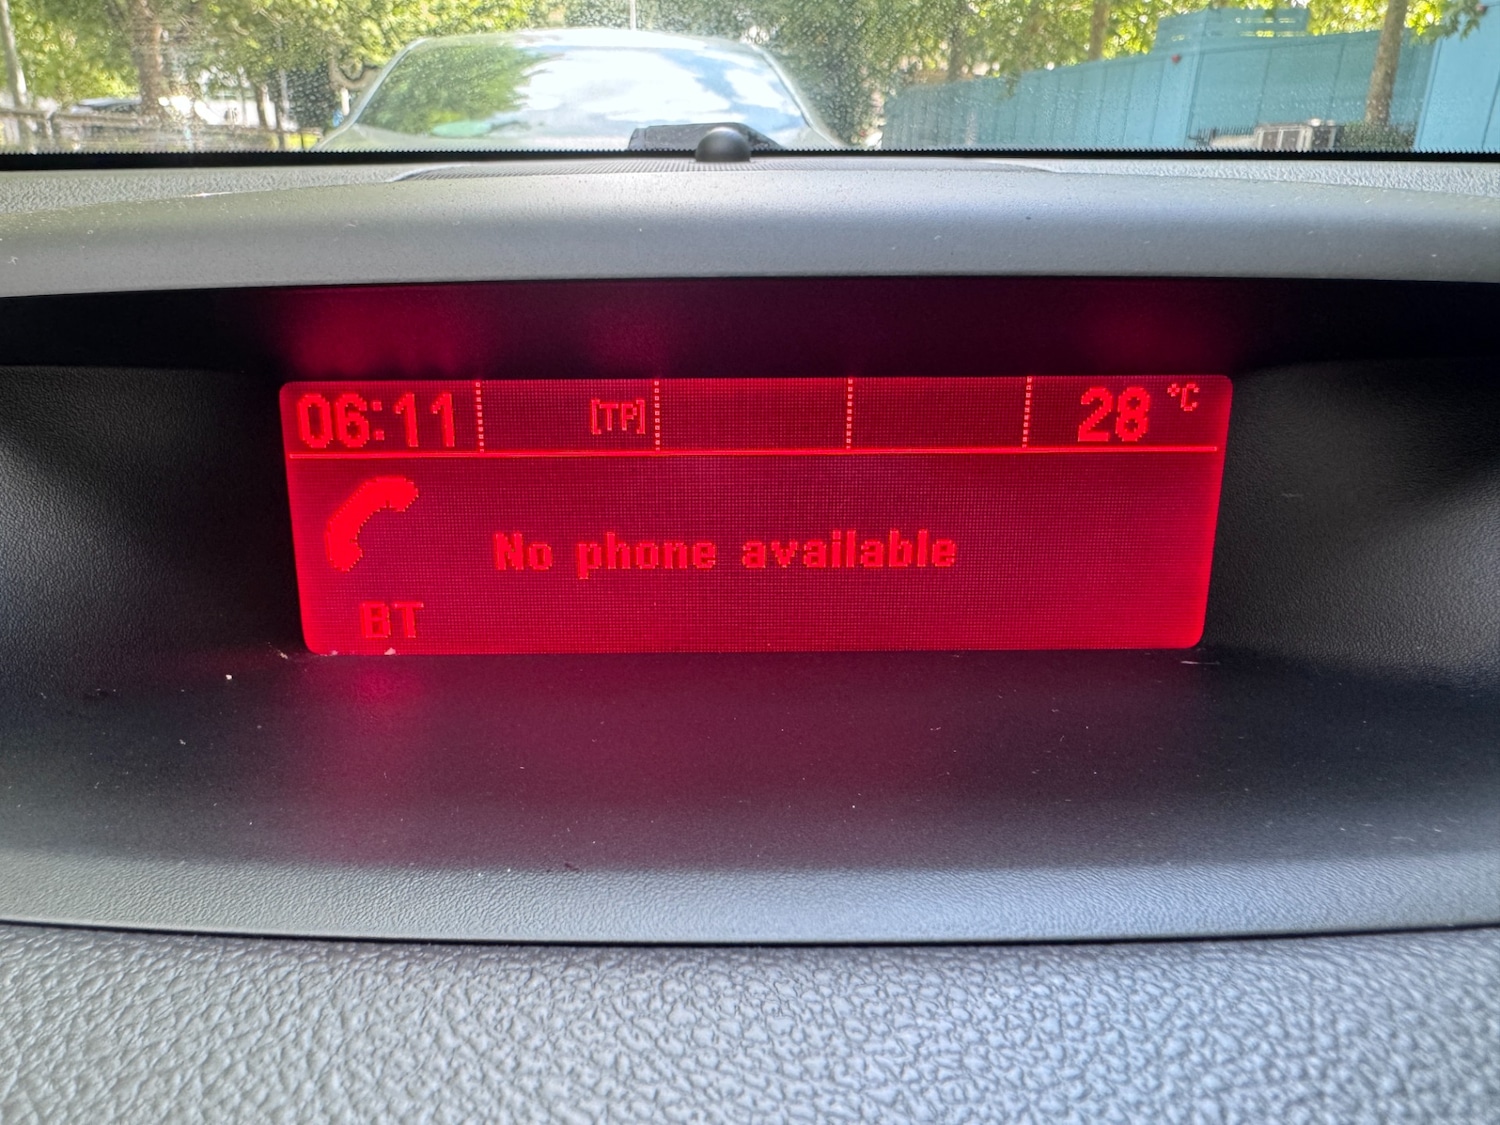 06:11 [TP] 28 °C
No phone available
BT